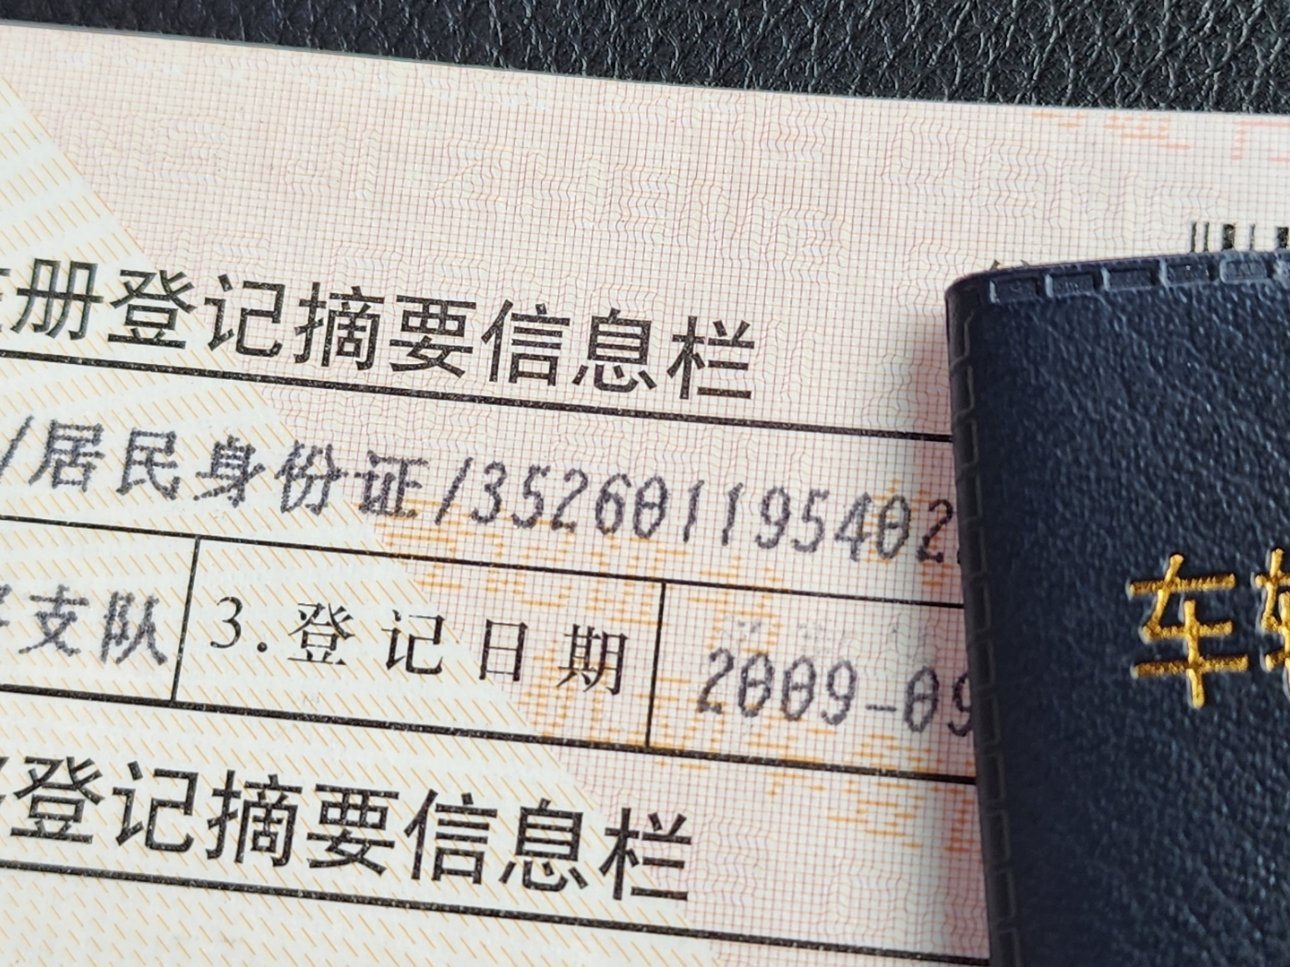 册登记摘要信息栏
/居民身份证/352601195402
支队 3.登记日期 2009-09
登记摘要信息栏
车